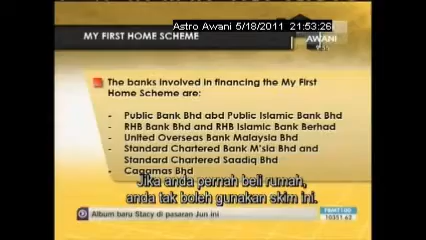 Astro Awani 5/18/2011 21:53:26
MY FIRST HOME SCHEME
AWANI
The banks involved in financing the My First
Home Scheme are:
- Public Bank Bhd abd Public Islamic Bank Bhd
- RHB Bank Bhd and RHB Islamic Bank Berhad
- United Overseas Bank Malaysia Bhd
- Standard Chartered Bank M'sia Bhd and
Standard Chartered Saadiq Bhd
- Cagamas Bhd
Jika anda pernah beli rumah,
anda tak boleh gunakan skim ini.
Album baru Stacy di pasaran Jun ini
FBMT100
10351.62